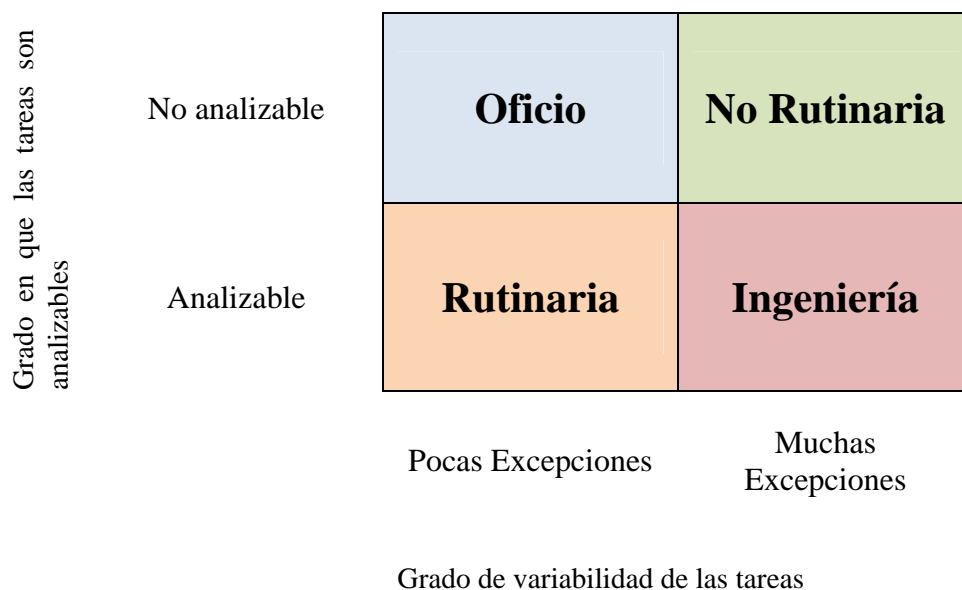 Grado en que las tareas son
analizables
No analizable
Oficio
No Rutinaria
Analizable
Rutinaria
Ingeniería
Pocas Excepciones
Muchas
Excepciones
Grado de variabilidad de las tareas